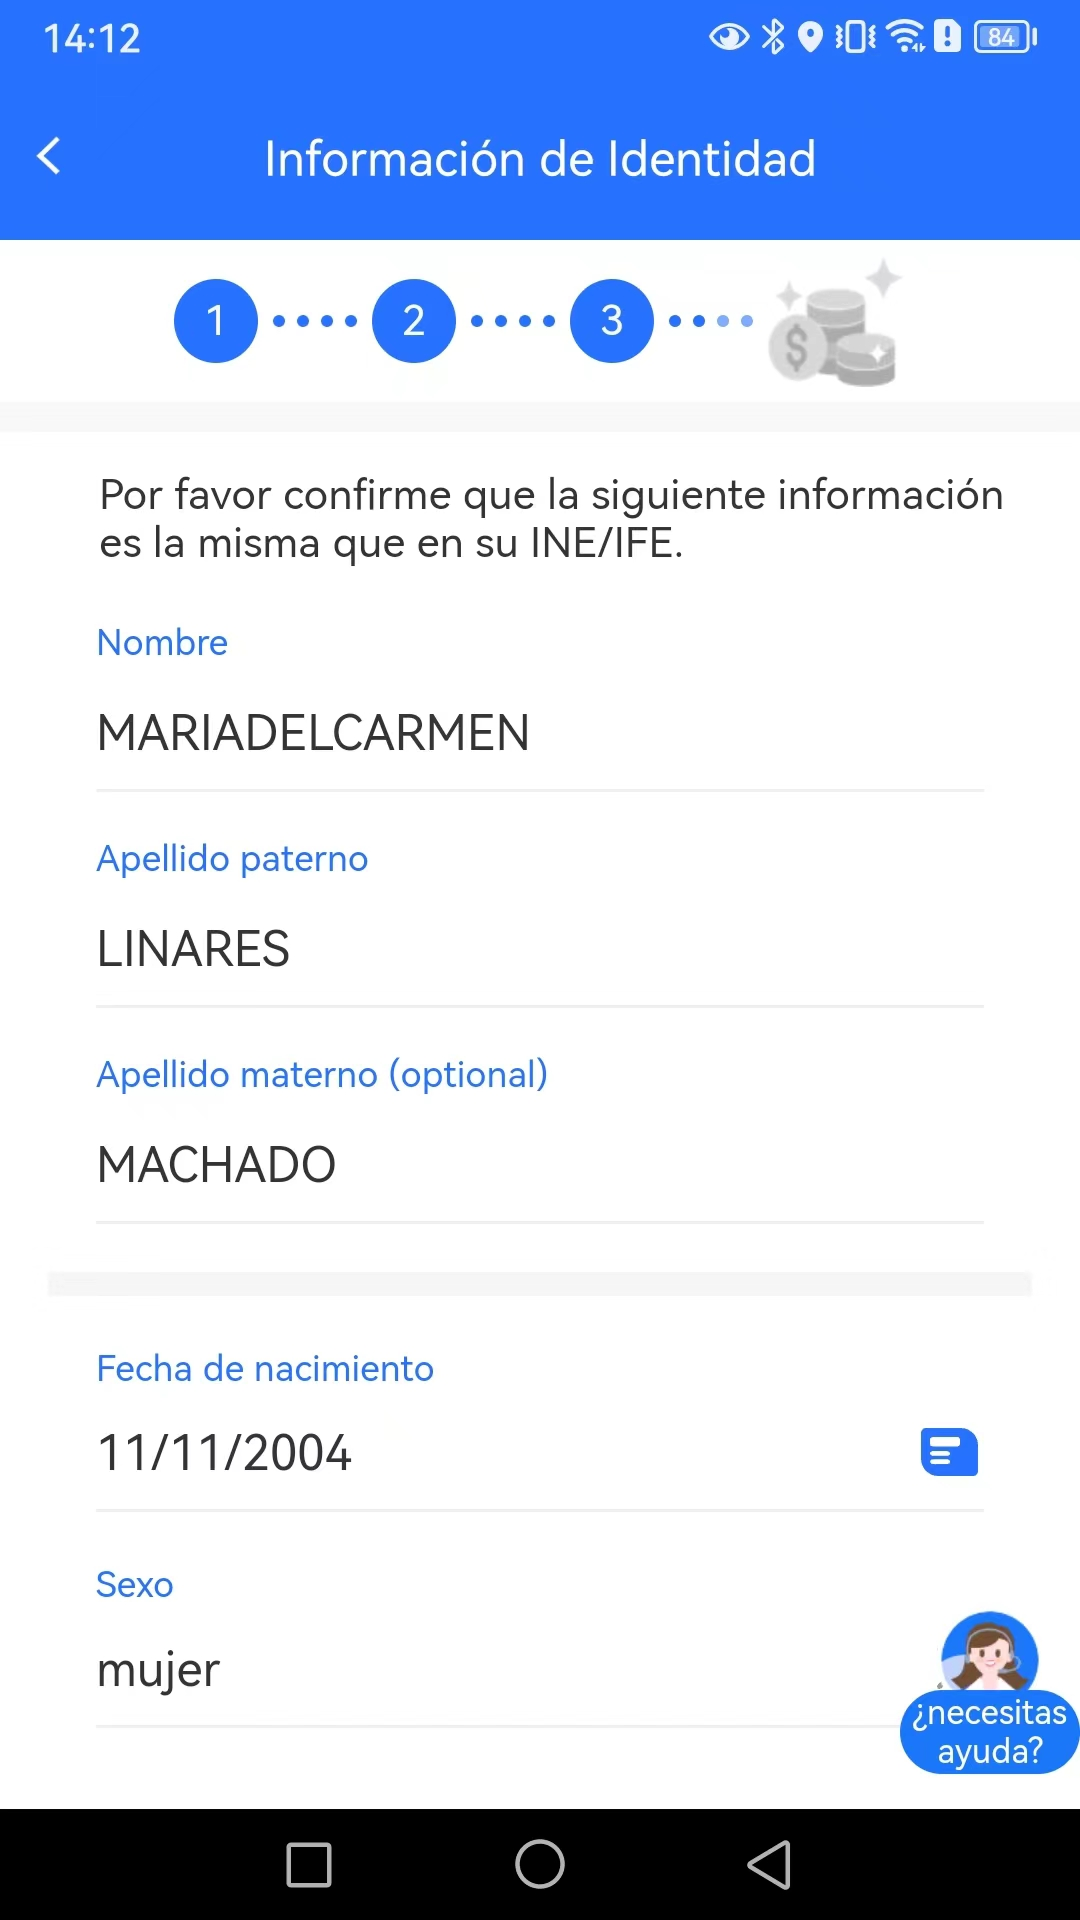 14:12
84
Información de Identidad
1
2
3
$
Por favor confirme que la siguiente información
es la misma que en su INE/IFE.
Nombre
MARIADELCARMEN
Apellido paterno
LINARES
Apellido materno (optional)
MACHADO
Fecha de nacimiento
11/11/2004
Sexo
mujer
¿necesitas
ayuda?